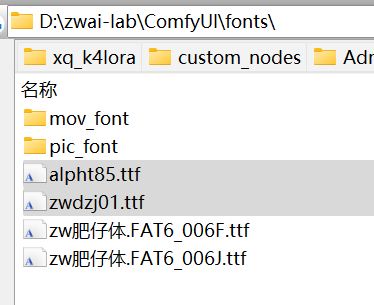 D:\zwai-lab\ComfyUI\fonts\
xq_k4lora custom_nodes Adr
名称
mov_font
pic_font
alpht85.ttf
zwdzj01.ttf
zw肥仔体.FAT6_006F.ttf
zw肥仔体.FAT6_006J.ttf